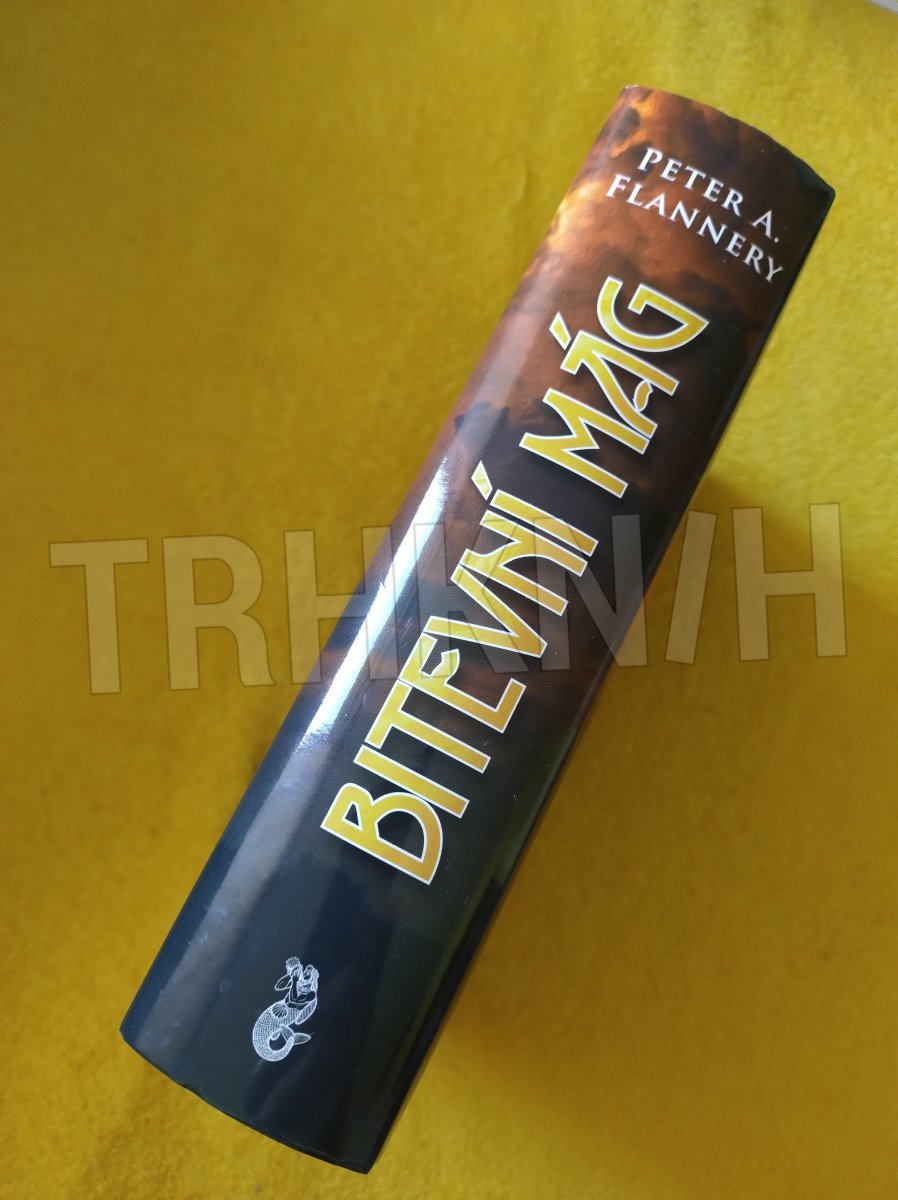 PETER A.
FLANNERY
BITEVNÍ MÁG
TRHKNIH